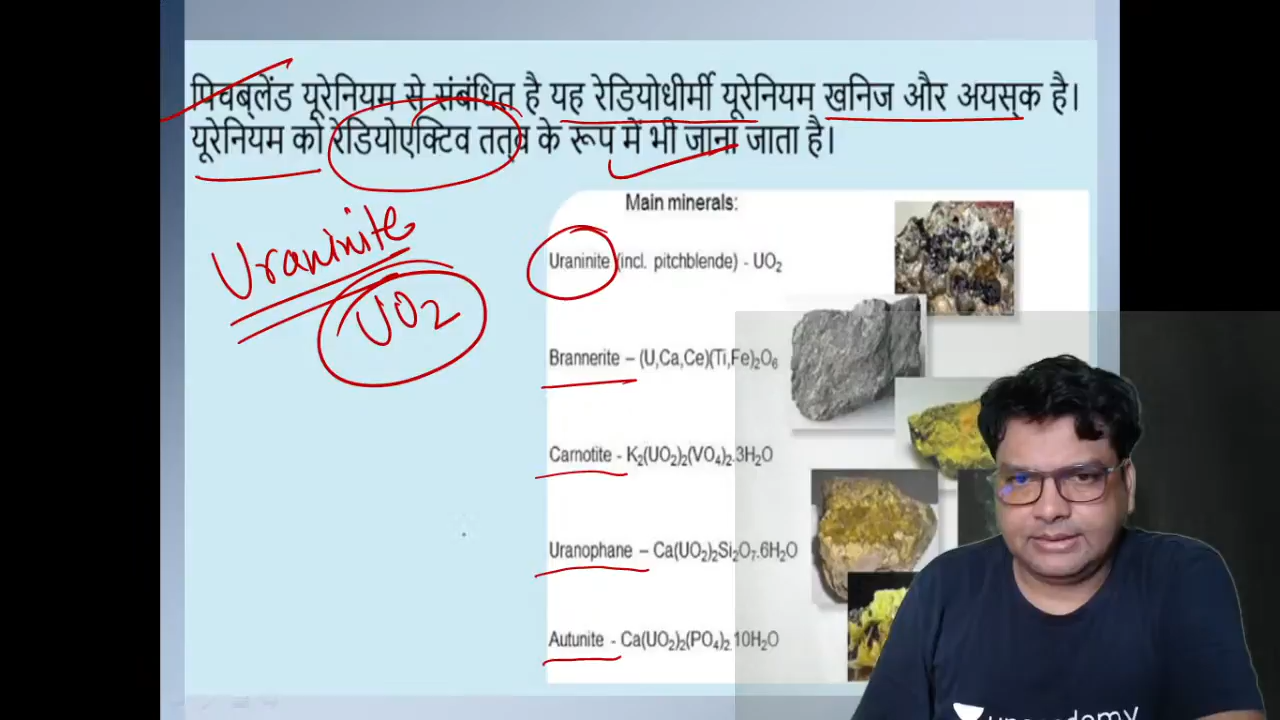 पिचब्लेंड यूरेनियम से संबंधित है यह रेडियोधीर्मी यूरेनियम खनिज और अयस्क है।
यूरेनियम को रेडियोएक्टिव तत्व के रूप में भी जाना जाता है।
Uraninite
UO2
Main minerals:
Uraninite (incl. pitchblende) - UO2
Brannerite – (U,Ca,Ce)(Ti,Fe)2O6
Carnotite - K2(UO2)2(VO4)2.3H2O
Uranophane – Ca(UO2)2Si2O7.6H2O
Autunite - Ca(UO2)2(PO4)2.10H2O
unacademy